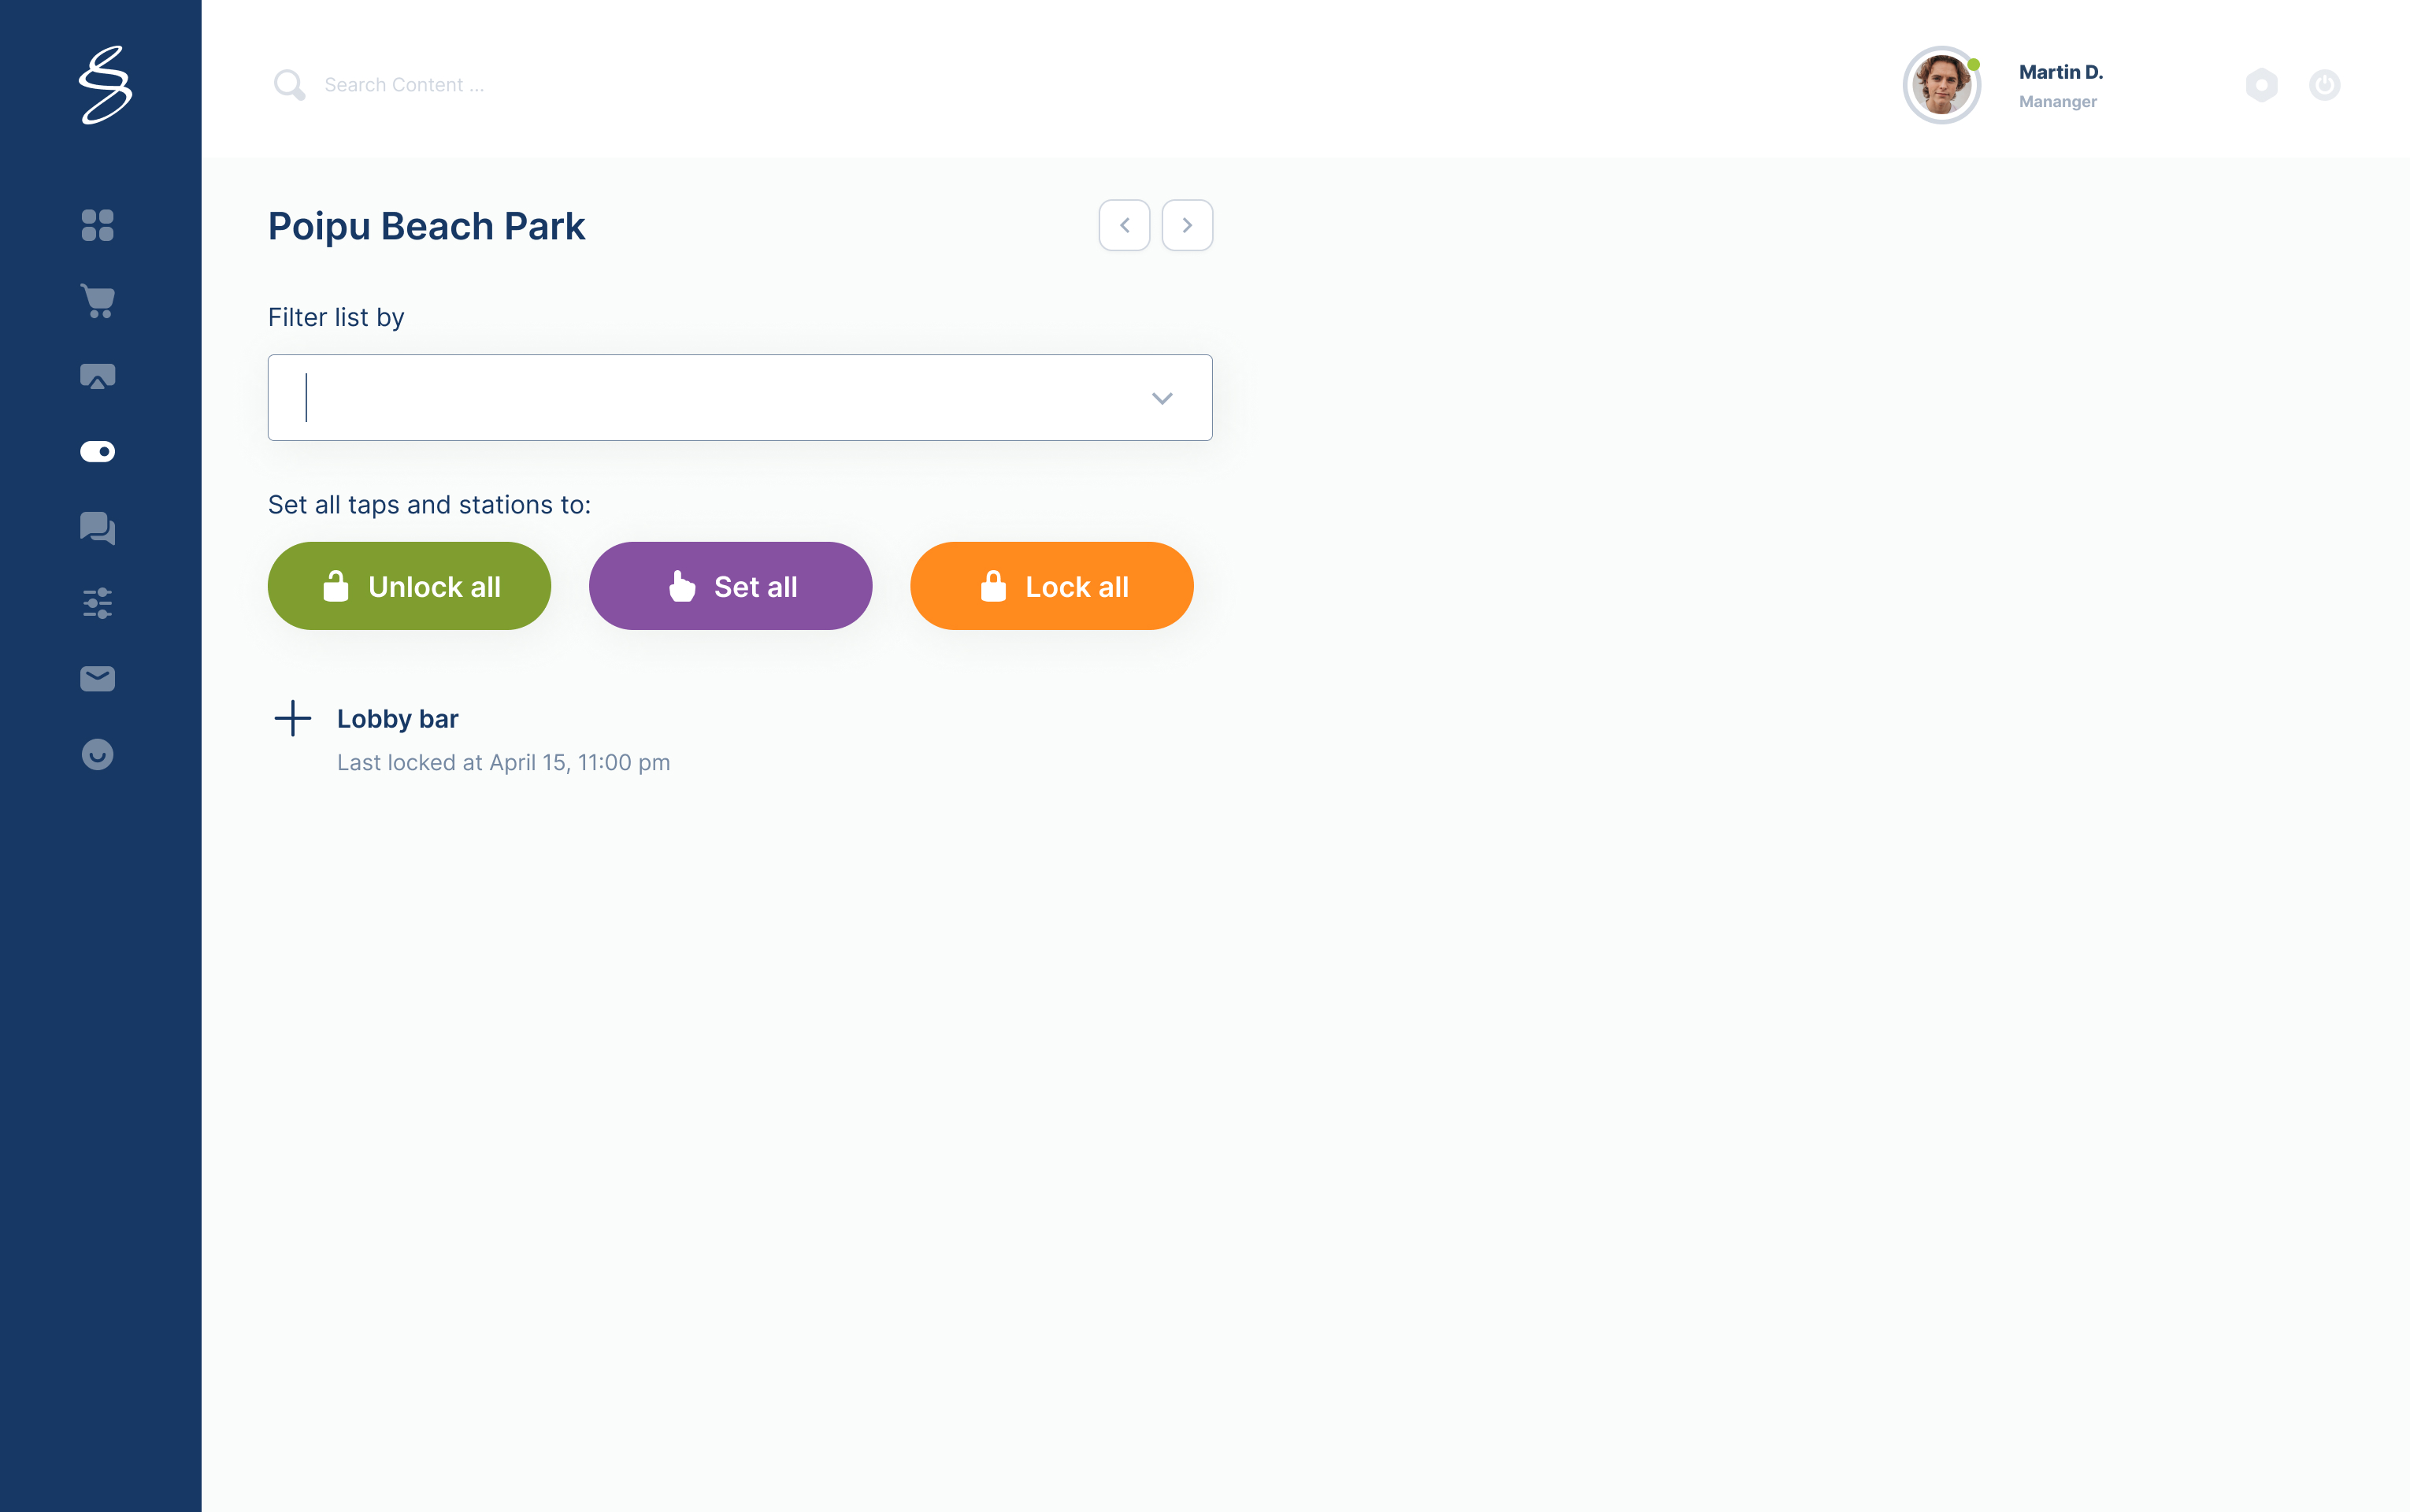 Search Content ...
Martin D.
Mananger
Poipu Beach Park
Filter list by
Set all taps and stations to:
Unlock all
Set all
Lock all
Lobby bar
Last locked at April 15, 11:00 pm